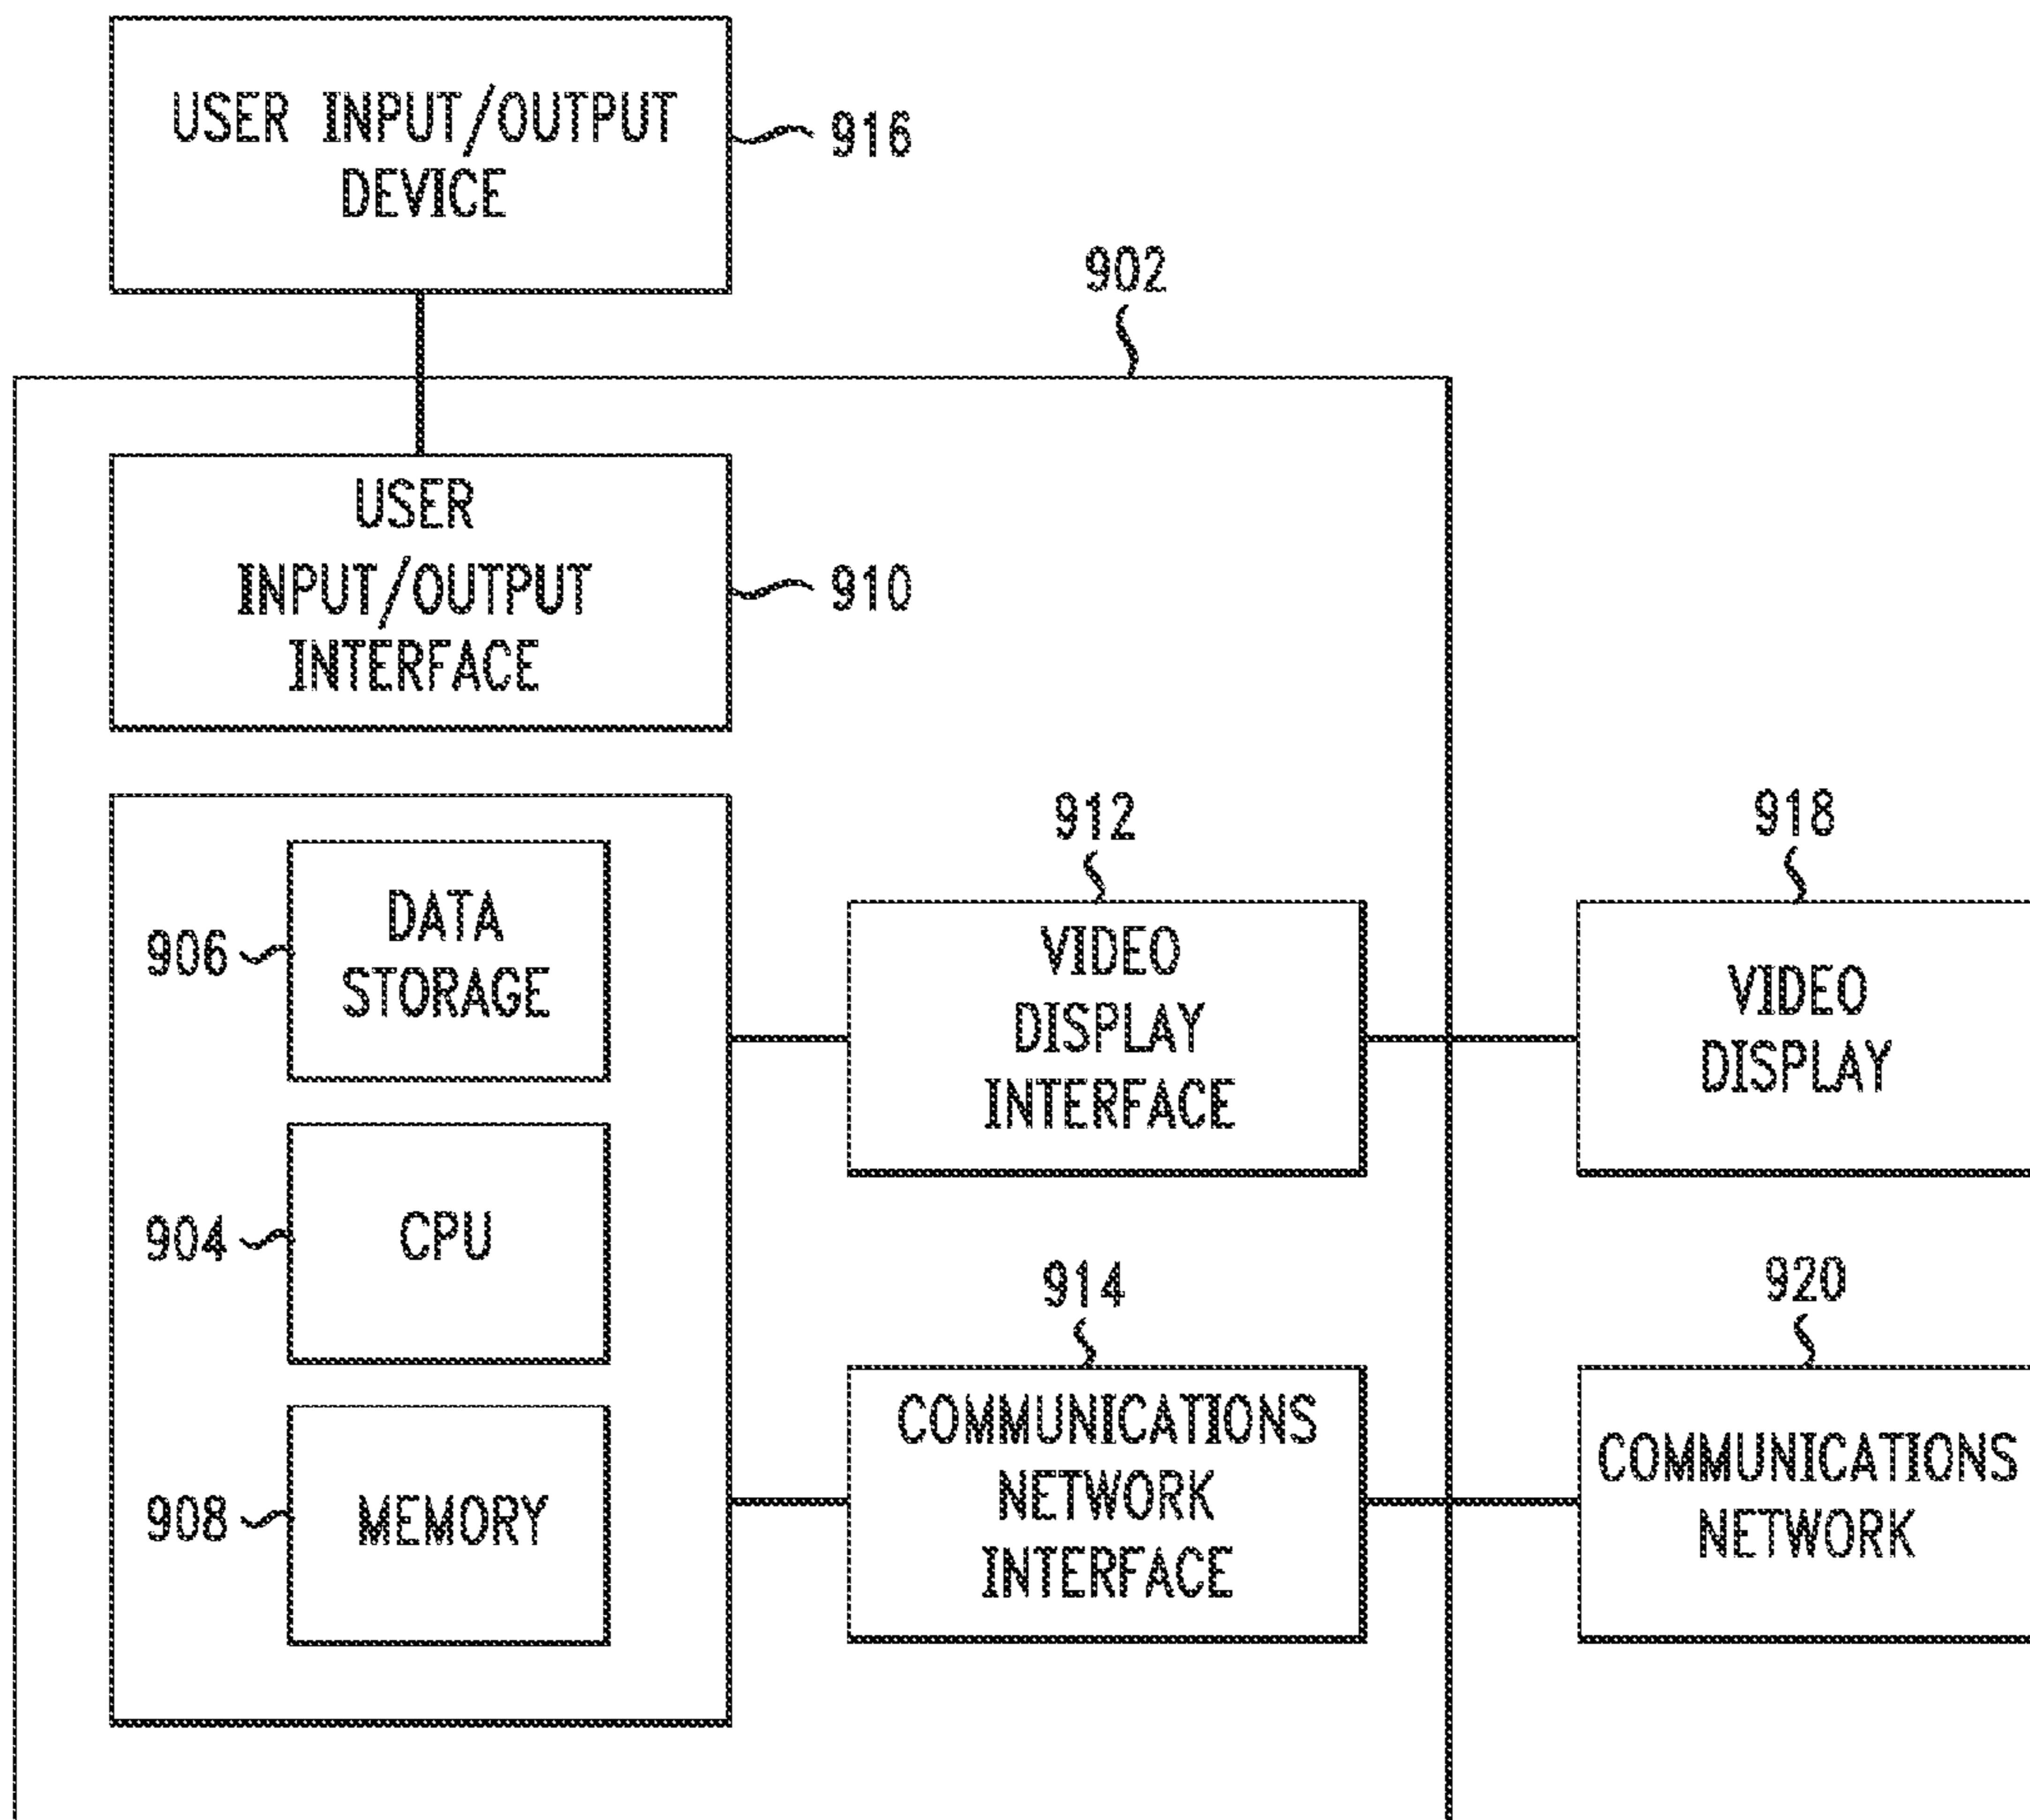 USER INPUT/OUTPUT
DEVICE
916
902
USER
INPUT/OUTPUT
INTERFACE
910
906
DATA
STORAGE
904
CPU
908
MEMORY
912
VIDEO
DISPLAY
INTERFACE
918
VIDEO
DISPLAY
914
COMMUNICATIONS
NETWORK
INTERFACE
920
COMMUNICATIONS
NETWORK